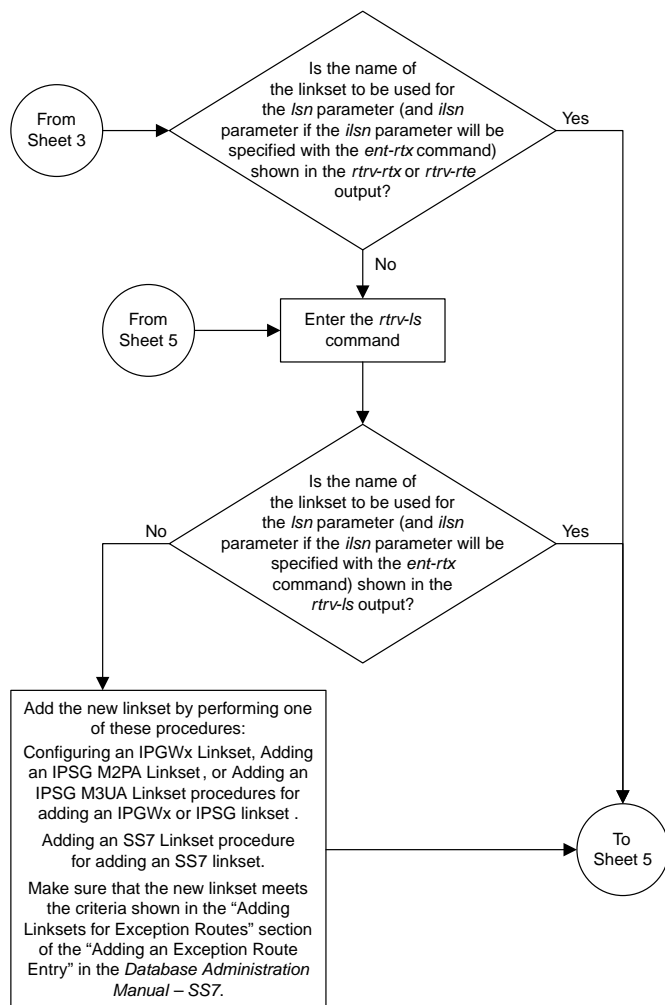 Is the name of
the linkset to be used for
the lsn parameter (and ilsn
parameter if the ilsn parameter will be
specified with the ent-rtx command)
shown in the rtrv-rtx or rtrv-rte
output?
From
Sheet 3
Yes
No
From
Sheet 5
Enter the rtrv-ls
command
Is the name of
the linkset to be used for
the lsn parameter (and ilsn
parameter if the ilsn parameter will be
specified with the ent-rtx
command) shown in the
rtrv-ls output?
No
Yes
Add the new linkset by performing one
of these procedures:
Configuring an IPGWx Linkset, Adding
an IPSG M2PA Linkset, or Adding an
IPSG M3UA Linkset procedures for
adding an IPGWx or IPSG linkset .
Adding an SS7 Linkset procedure
for adding an SS7 linkset.
Make sure that the new linkset meets
the criteria shown in the “Adding
Linksets for Exception Routes” section
of the “Adding an Exception Route
Entry” in the Database Administration
Manual – SS7.
To
Sheet 5